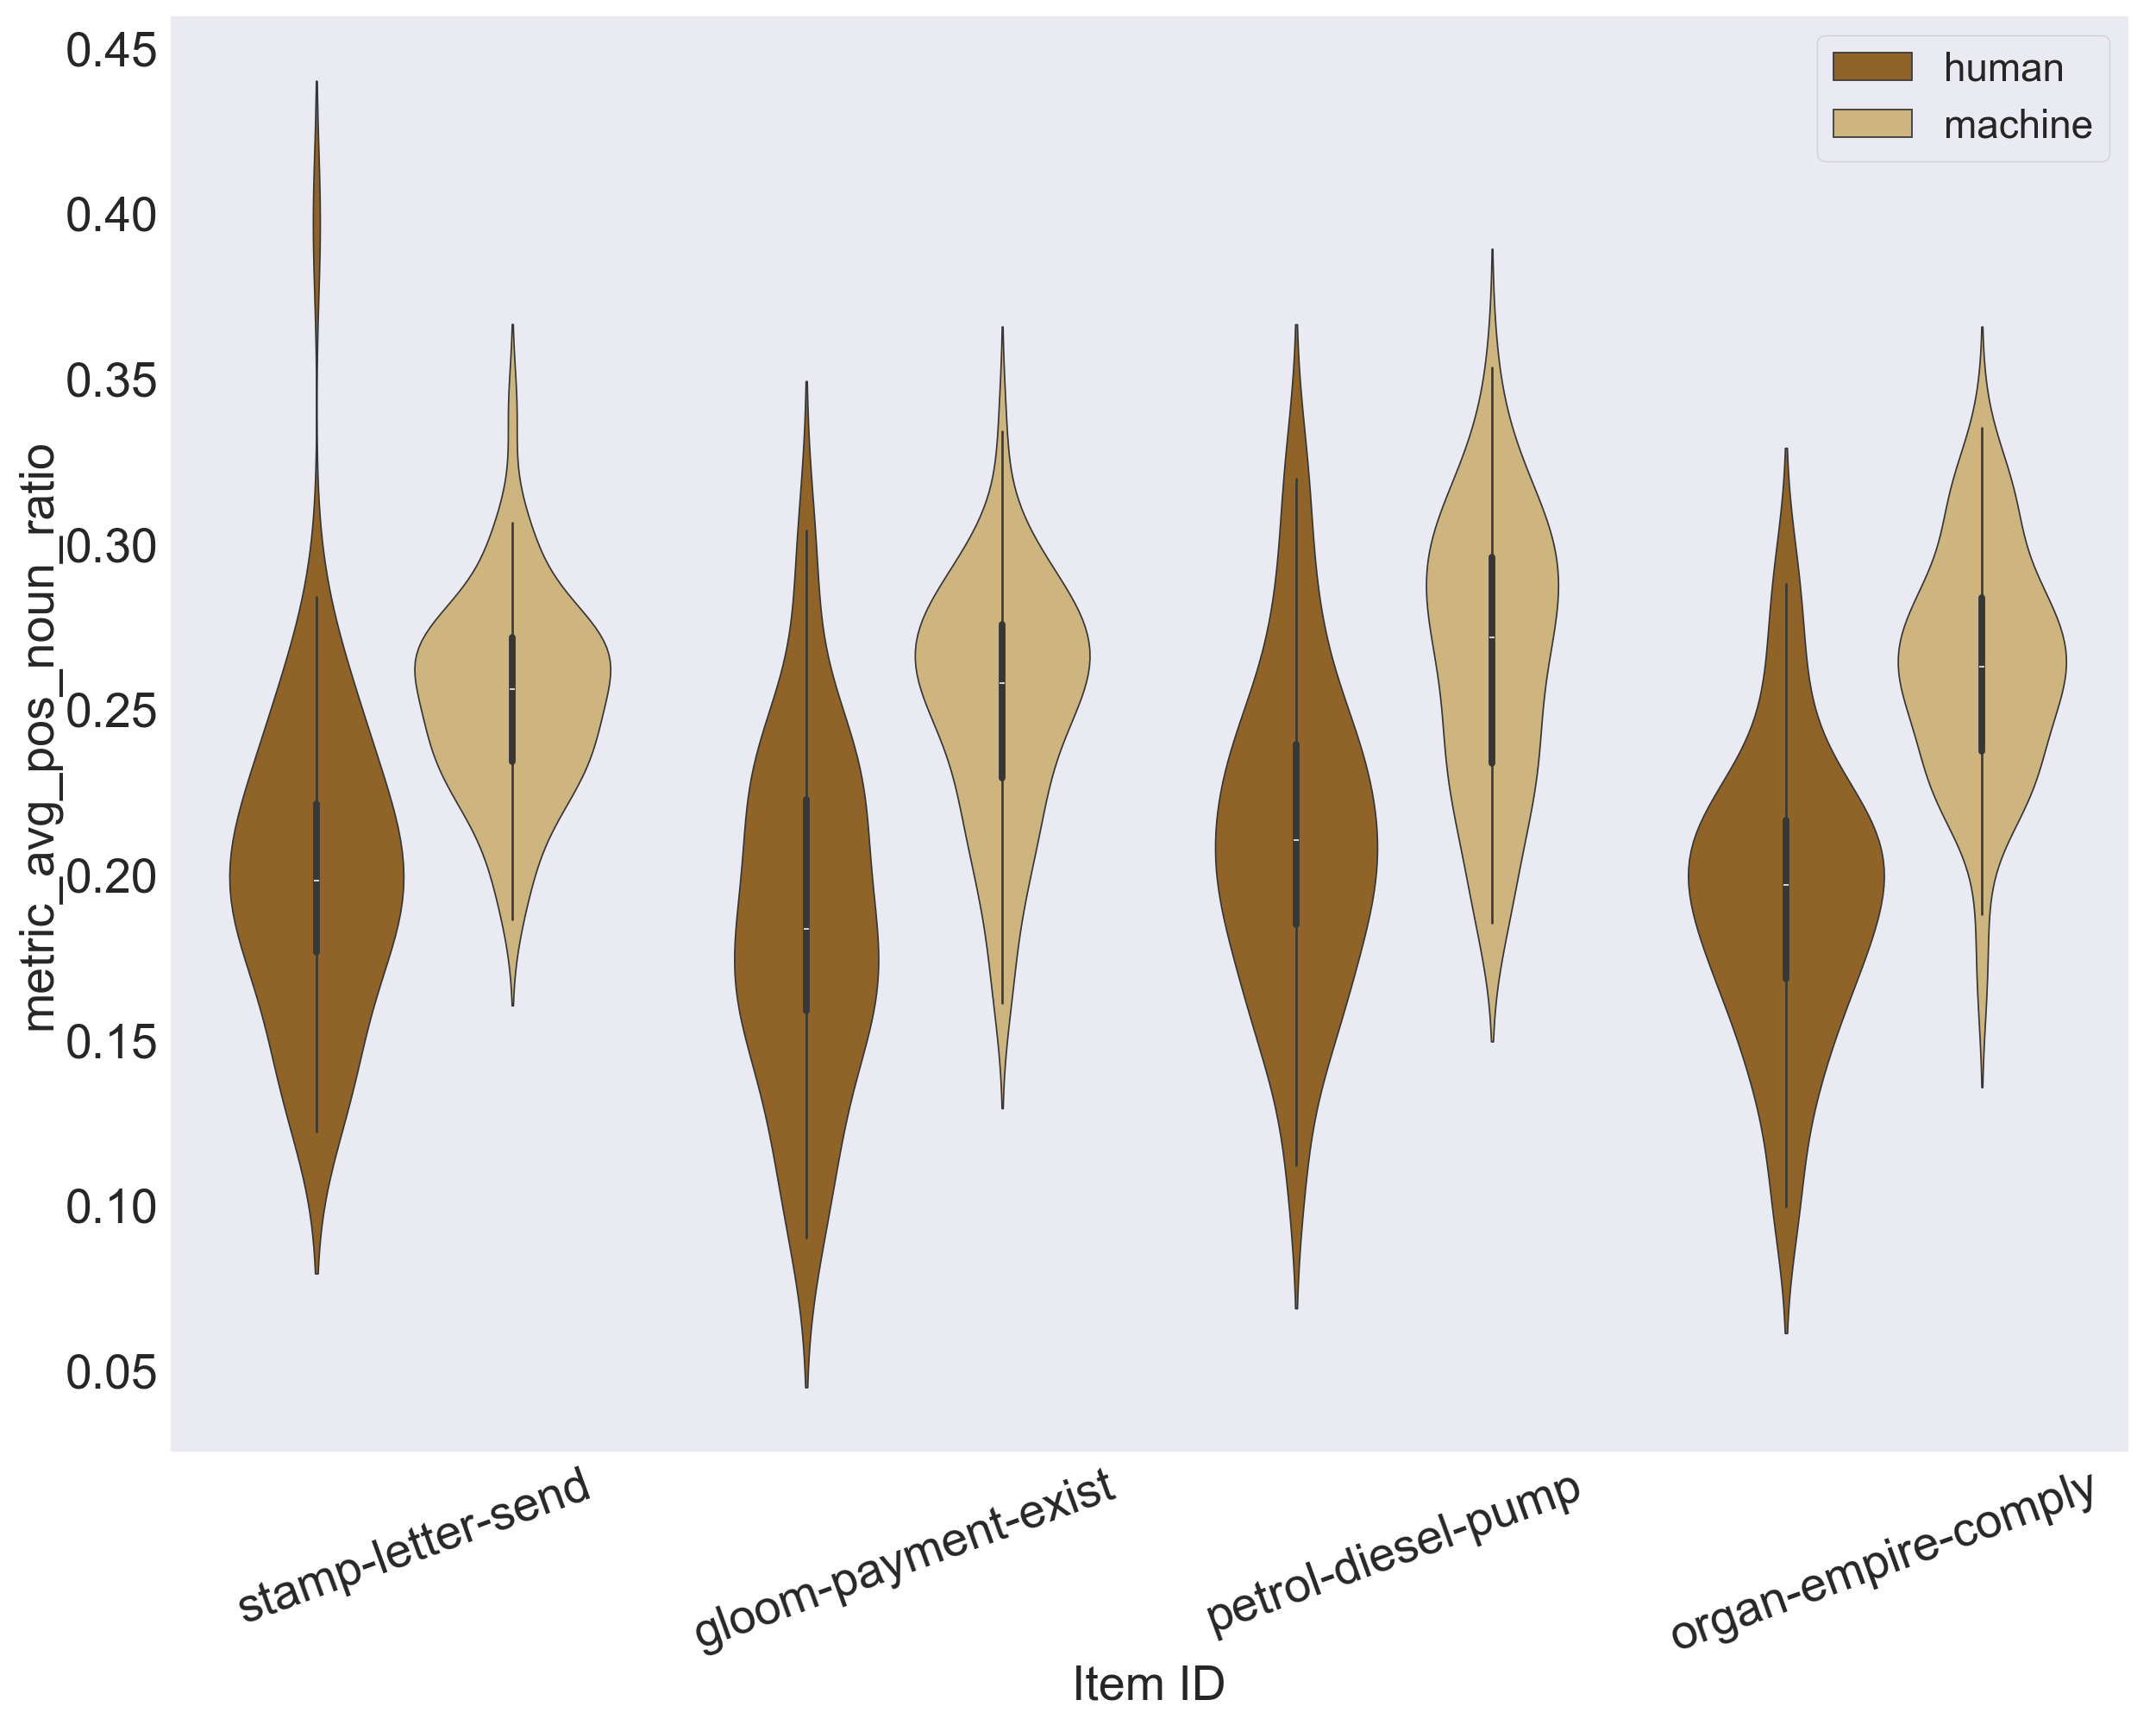 human
machine
metric_avg_pos_noun_ratio
0.45
0.40
0.35
0.30
0.25
0.20
0.15
0.10
0.05
stamp-letter-send
gloom-payment-exist
petrol-diesel-pump
organ-empire-comply
Item ID